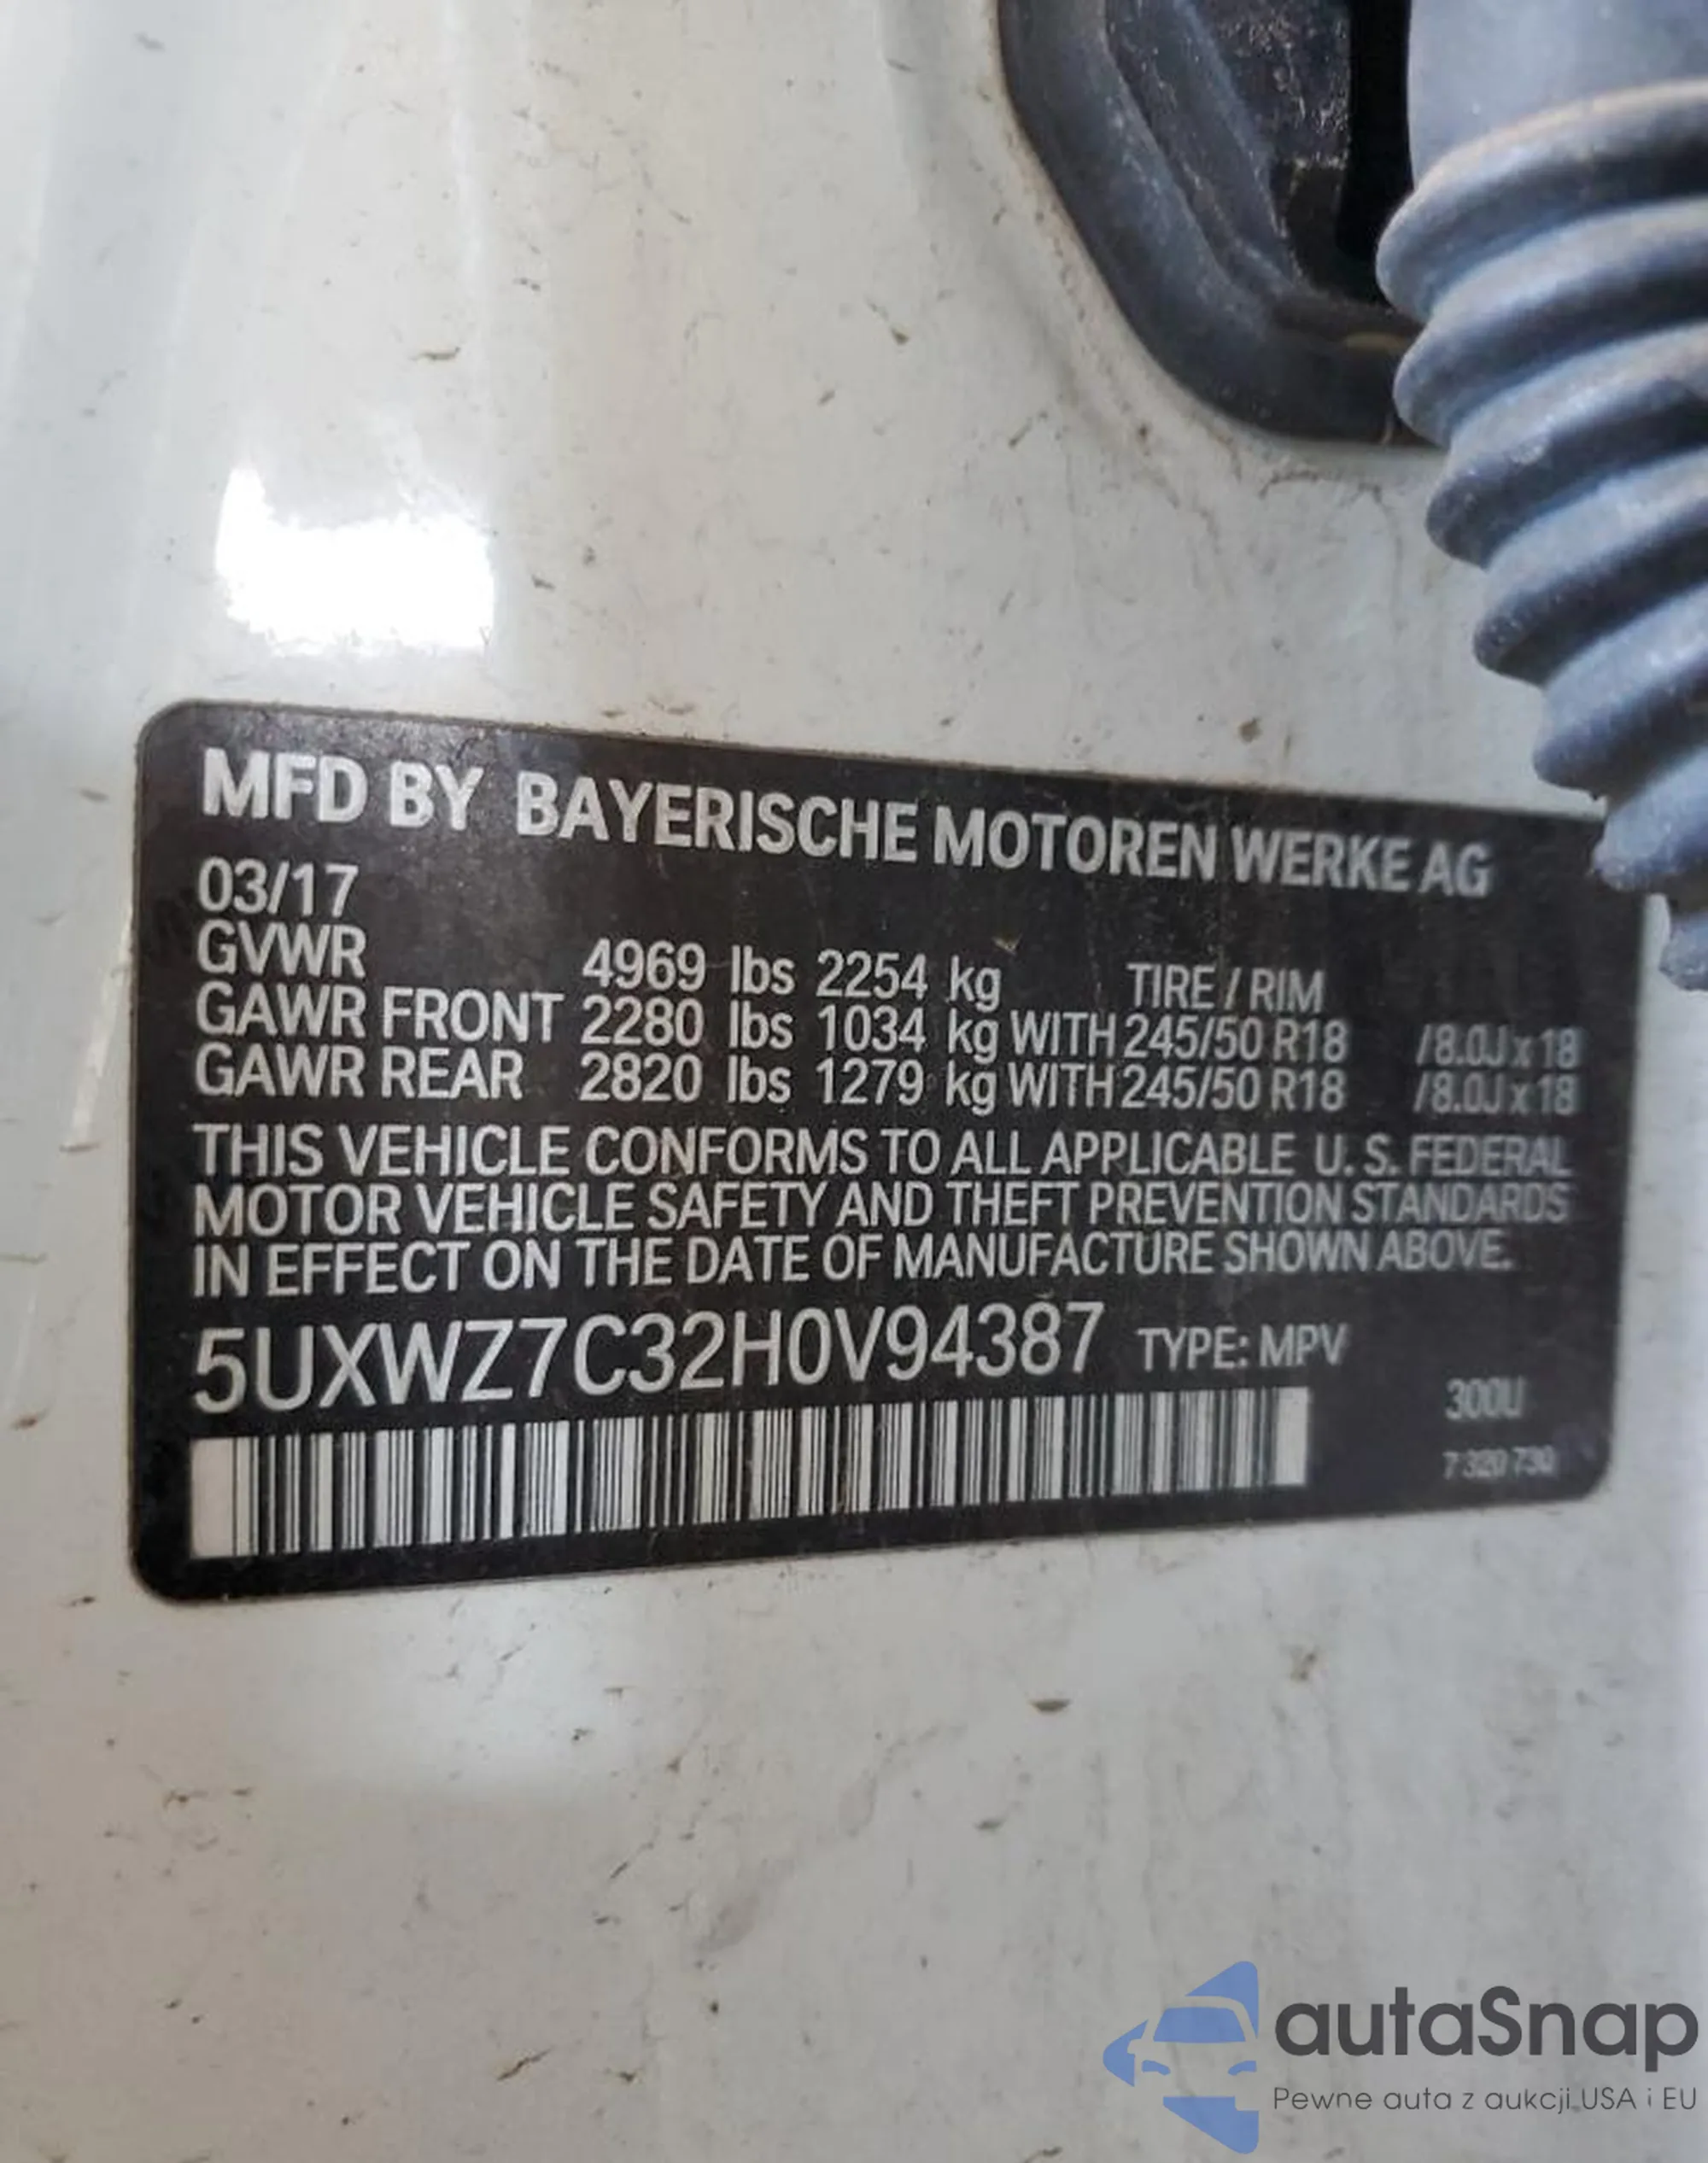 MFD BY BAYERISCHE MOTOREN WERKE AG
03/17
GVWR 4969 lbs 2254 kg TIRE / RIM
GAWR FRONT 2280 lbs 1034 kg WITH 245/50 R18 /8.0J x 18
GAWR REAR 2820 lbs 1279 kg WITH 245/50 R18 /8.0J x 18
THIS VEHICLE CONFORMS TO ALL APPLICABLE U. S. FEDERAL
MOTOR VEHICLE SAFETY AND THEFT PREVENTION STANDARDS
IN EFFECT ON THE DATE OF MANUFACTURE SHOWN ABOVE.
5UXWZ7C32H0V94387 TYPE: MPV
300U
7 320 730
autaSnap
Pewne auta z aukcji USA i EU